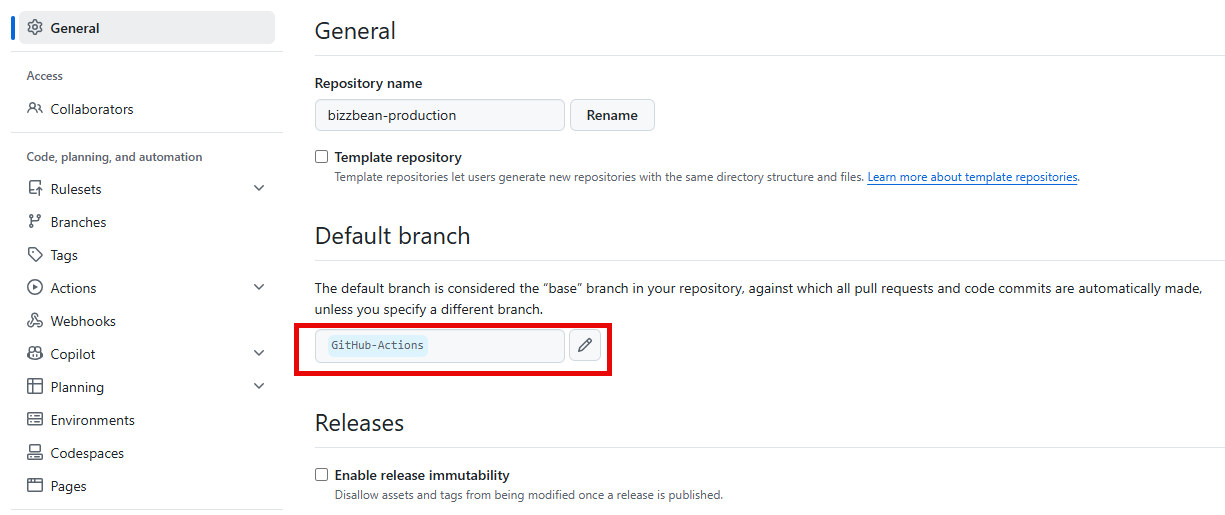 General
Access
Collaborators
Code, planning, and automation
Rulesets
Branches
Tags
Actions
Webhooks
Copilot
Planning
Environments
Codespaces
Pages
General
Repository name
bizzbean-production
Rename
Template repository
Template repositories let users generate new repositories with the same directory structure and files. Learn more about template repositories.
Default branch
The default branch is considered the “base” branch in your repository, against which all pull requests and code commits are automatically made,
unless you specify a different branch.
GitHub-Actions
Releases
Enable release immutability
Disallow assets and tags from being modified once a release is published.